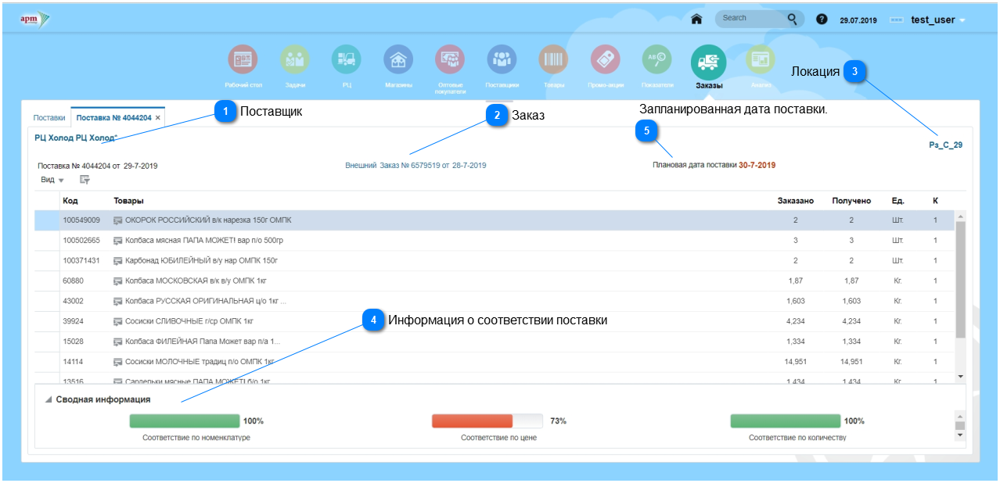 арm
Search
?
29.07.2019
test_user
Рабочий стол
Задачи
РЦ
Магазины
Оптовые
покупатели
Поставщики
Товары
Промо-акции
Показатели
Заказы
Анализ
Локация 3
1 Поставщик
2 Заказ
Запланированная дата поставки.
5
Поставки
Поставка № 4044204 ×
РЦ Холод РЦ Холод"
Рз_С_29
Поставка № 4044204 от 29-7-2019
Внешний Заказ № 6579519 от 28-7-2019
Плановая дата поставки 30-7-2019
Вид
Код Товары Заказано Получено Ед. К
100549009 ОКОРОК РОССИЙСКИЙ в/к нарезка 150г ОМПК 2 2 Шт. 1
100502665 Колбаса мясная ПАПА МОЖЕТ! вар п/о 500гр 3 3 Шт. 1
100371431 Карбонад ЮБИЛЕЙНЫЙ в/у нар ОМПК 150г 2 2 Шт. 1
60880 Колбаса МОСКОВСКАЯ в/к в/у ОМПК 1кг 1,87 1,87 Кг. 1
43002 Колбаса РУССКАЯ ОРИГИНАЛЬНАЯ ц/о 1кг ... 1,603 1,603 Кг. 1
39924 Сосиски СЛИВОЧНЫЕ г/ср ОМПК 1кг 4,234 4,234 Кг. 1
4 Информация о соответствии поставки
15028 Колбаса ФИЛЕЙНАЯ Папа Может вар п/а 1... 1,334 1,334 Кг. 1
14114 Сосиски МОЛОЧНЫЕ традиц п/о ОМПК 1кг 14,951 14,951 Кг. 1
13516 Сардельки мясные ПАПА МОЖЕТ! б/о 1кг 1,434 1,434 Кг. 1
Сводная информация
100%
73%
100%
Соответствие по номенклатуре
Соответствие по цене
Соответствие по количеству